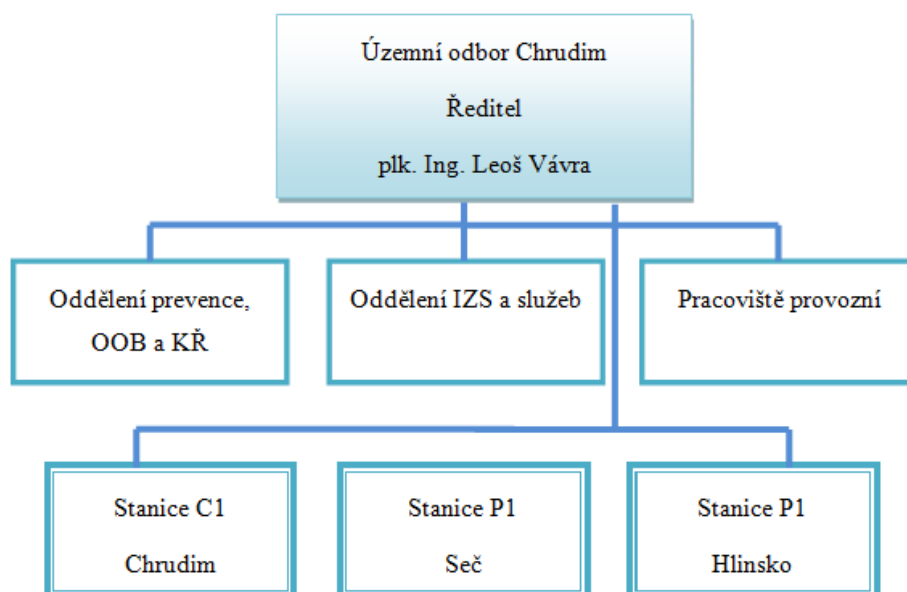 Územní odbor Chrudim
Ředitel
plk. Ing. Leoš Vávra
Oddělení prevence,
OOB a KŘ
Oddělení IZS a služeb
Pracoviště provozní
Stanice C1
Chrudim
Stanice P1
Seč
Stanice P1
Hlinsko